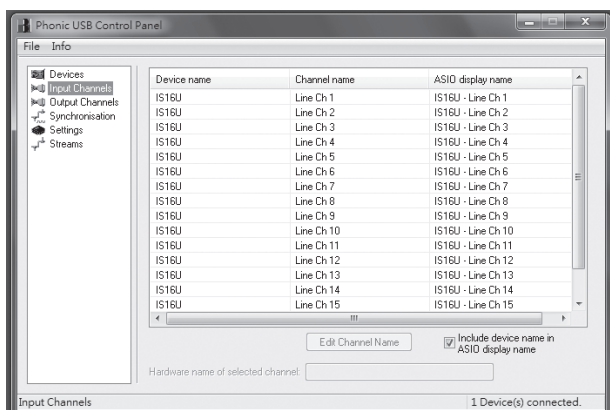 Phonic USB Control Panel
File Info
Devices
Input Channels
Output Channels
Synchronisation
Settings
Streams
Device name Channel name ASIO display name
IS16U Line Ch 1 IS16U - Line Ch 1
IS16U Line Ch 2 IS16U - Line Ch 2
IS16U Line Ch 3 IS16U - Line Ch 3
IS16U Line Ch 4 IS16U - Line Ch 4
IS16U Line Ch 5 IS16U - Line Ch 5
IS16U Line Ch 6 IS16U - Line Ch 6
IS16U Line Ch 7 IS16U - Line Ch 7
IS16U Line Ch 8 IS16U - Line Ch 8
IS16U Line Ch 9 IS16U - Line Ch 9
IS16U Line Ch 10 IS16U - Line Ch 10
IS16U Line Ch 11 IS16U - Line Ch 11
IS16U Line Ch 12 IS16U - Line Ch 12
IS16U Line Ch 13 IS16U - Line Ch 13
IS16U Line Ch 14 IS16U - Line Ch 14
IS16U Line Ch 15 IS16U - Line Ch 15
Edit Channel Name
Include device name in
ASIO display name
Hardware name of selected channel:
Input Channels 1 Device(s) connected.